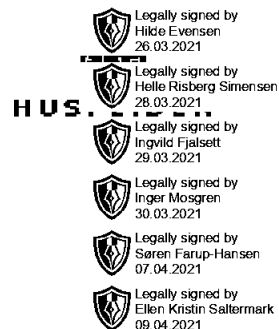 Legally signed by
Hilde Evensen
26.03.2021
Legally signed by
Helle Risberg Simensen
28.03.2021
Legally signed by
Ingvild Fjalsett
29.03.2021
Legally signed by
Inger Mosgren
30.03.2021
Legally signed by
Søren Farup-Hansen
07.04.2021
Legally signed by
Ellen Kristin Saltermark
09.04.2021